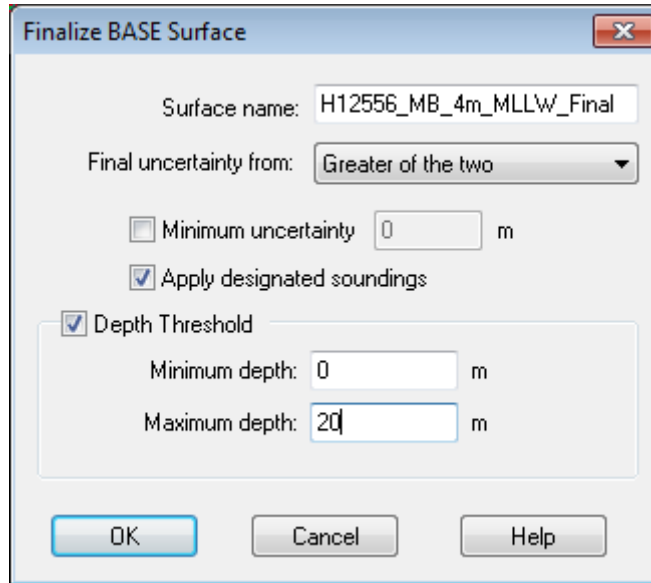 Finalize BASE Surface
Surface name: H12556_MB_4m_MLLW_Final
Final uncertainty from: Greater of the two
Minimum uncertainty 0 m
Apply designated soundings
Depth Threshold
Minimum depth: 0 m
Maximum depth: 20 m
OK Cancel Help